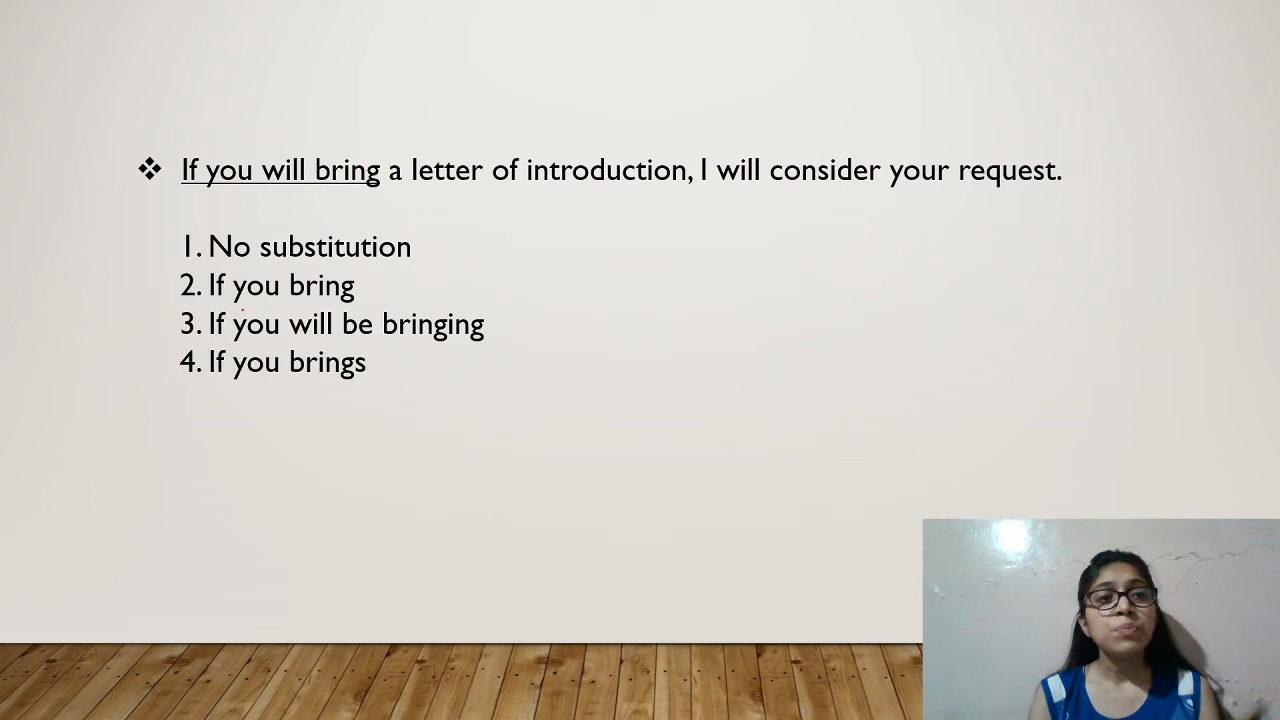 ❖ If you will bring a letter of introduction, I will consider your request.
1. No substitution
2. If you bring
3. If you will be bringing
4. If you brings